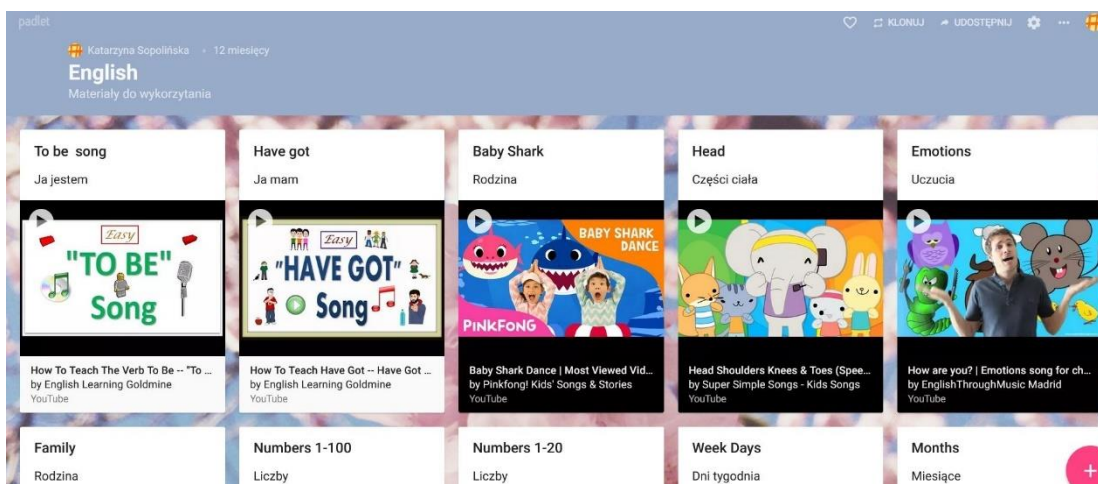 padlet
KLONUJ
UDOSTĘPNIJ
Katarzyna Sopolińska • 12 miesięcy
English
Materiały do wykorzytania
To be song
Ja jestem
Easy
"TO BE"
Song
How To Teach The Verb To Be -- "To ...
by English Learning Goldmine
YouTube
Have got
Ja mam
Easy
"HAVE GOT"
Song
How To Teach Have Got -- Have Got ...
by English Learning Goldmine
YouTube
Baby Shark
Rodzina
BABY SHARK
DANCE
PINKFONG
Baby Shark Dance | Most Viewed Vid...
by Pinkfong! Kids' Songs & Stories
YouTube
Head
Części ciała
Head Shoulders Knees & Toes (Spee...
by Super Simple Songs - Kids Songs
YouTube
Emotions
Uczucia
How are you? | Emotions song for ch...
by EnglishThroughMusic Madrid
YouTube
Family
Rodzina
Numbers 1-100
Liczby
Numbers 1-20
Liczby
Week Days
Dni tygodnia
Months
Miesiące